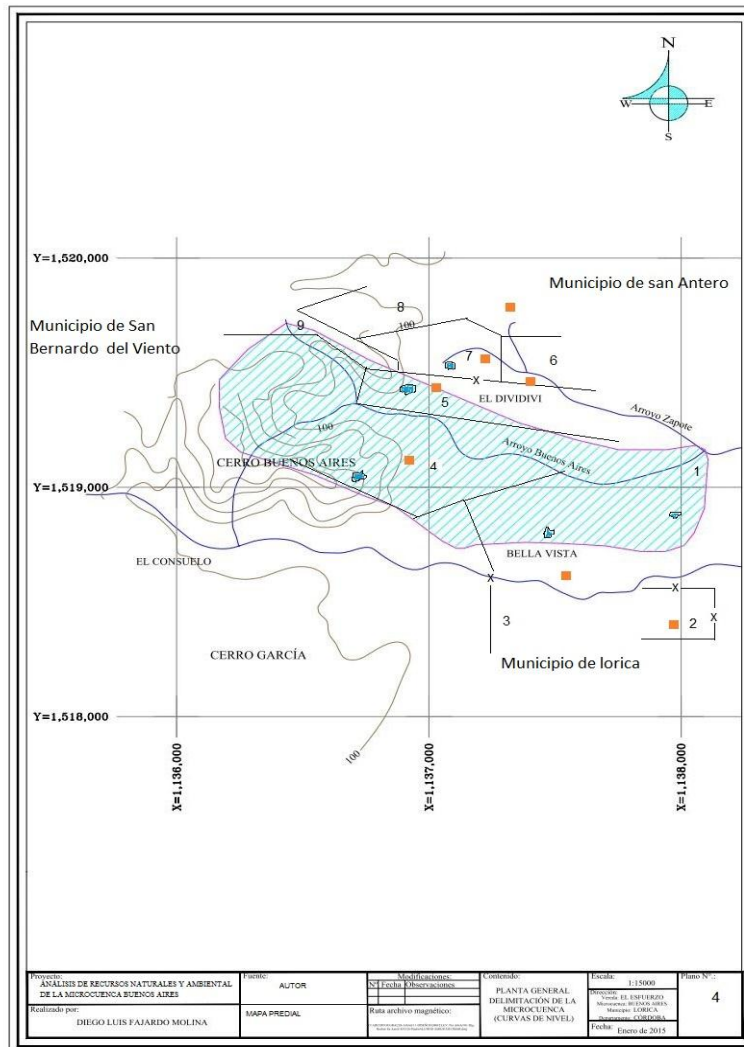 N
W E
S
Y=1,520,000
Municipio de san Antero
8
9
100
Municipio de San
Bernardo del Viento
7
6
X
5
EL DIVIDIVI
Arroyo Zapote
100
Arroyo Buenos Aires
CERRO BUENOS AIRES
4
1
Y=1,519,000
BELLA VISTA
EL CONSUELO
X
X
3
2
X
CERRO GARCÍA
Municipio de lorica
Y=1,518,000
100
X=1,136,000
X=1,137,000
X=1,138,000
Proyecto:
ANÁLISIS DE RECURSOS NATURALES Y AMBIENTAL
DE LA MICROCUENCA BUENOS AIRES
Realizado por:
DIEGO LUIS FAJARDO MOLINA
Fuente:
AUTOR
MAPA PREDIAL
Modificaciones:
Nº Fecha Observaciones
Ruta archivo magnético:
Contenido:
PLANTA GENERAL
DELIMITACIÓN DE LA
MICROCUENCA
(CURVAS DE NIVEL)
Escala:
1:15000
Dirección:
Vereda: EL ESFUERZO
Microcuenca: BUENOS AIRES
Municipio: LORICA
Departamento: CÓRDOBA
Fecha: Enero de 2015
Plano Nº.:
4